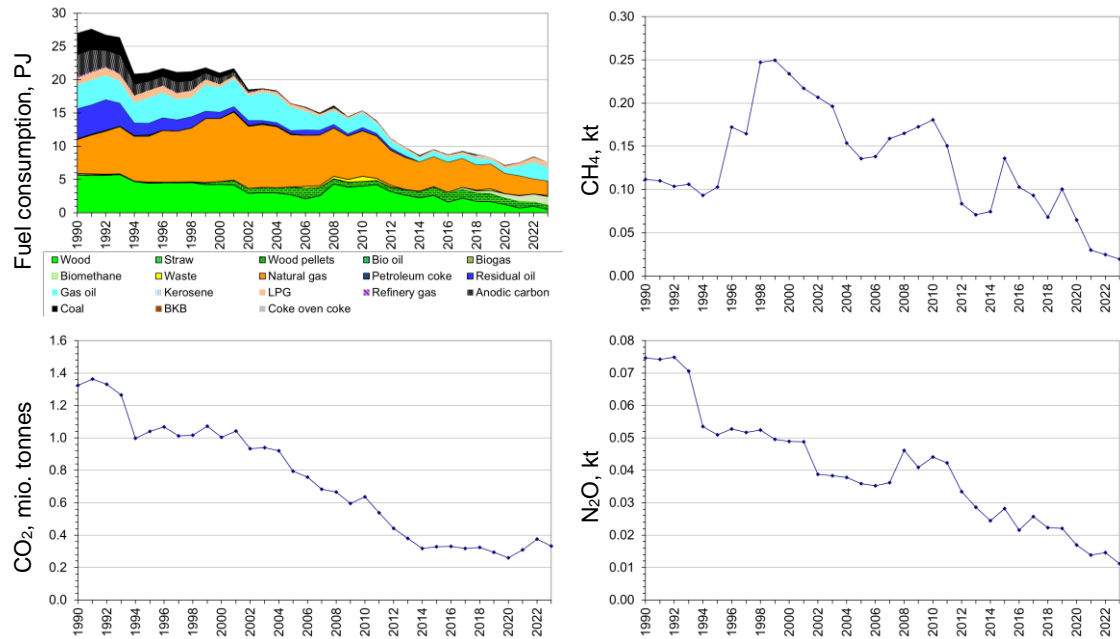 Fuel consumption, PJ
30
25
20
15
10
5
0
1990 1992 1994 1996 1998 2000 2002 2004 2006 2008 2010 2012 2014 2016 2018 2020 2022
Wood Straw Wood pellets Bio oil Biogas
Biomethane Waste Natural gas Petroleum coke Residual oil
Gas oil Kerosene LPG Refinery gas Anodic carbon
Coal BKB Coke oven coke
CH₄, kt
0.30
0.25
0.20
0.15
0.10
0.05
0.00
1990 1992 1994 1996 1998 2000 2002 2004 2006 2008 2010 2012 2014 2016 2018 2020 2022
CO₂, mio. tonnes
1.6
1.4
1.2
1.0
0.8
0.6
0.4
0.2
0.0
1990 1992 1994 1996 1998 2000 2002 2004 2006 2008 2010 2012 2014 2016 2018 2020 2022
N₂O, kt
0.08
0.07
0.06
0.05
0.04
0.03
0.02
0.01
0.00
1990 1992 1994 1996 1998 2000 2002 2004 2006 2008 2010 2012 2014 2016 2018 2020 2022